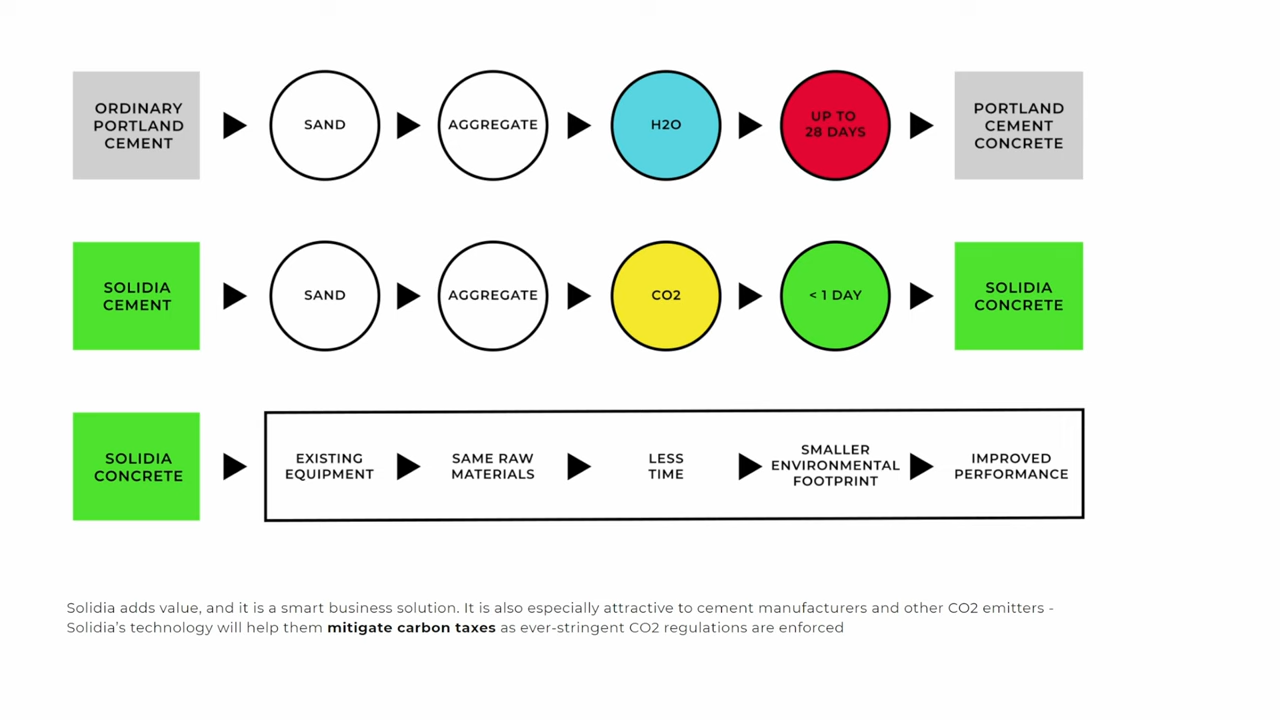 ORDINARY
PORTLAND
CEMENT
SAND
AGGREGATE
H2O
UP TO
28 DAYS
PORTLAND
CEMENT
CONCRETE
SOLIDIA
CEMENT
SAND
AGGREGATE
CO2
< 1 DAY
SOLIDIA
CONCRETE
SOLIDIA
CONCRETE
EXISTING
EQUIPMENT
SAME RAW
MATERIALS
LESS
TIME
SMALLER
ENVIRONMENTAL
FOOTPRINT
IMPROVED
PERFORMANCE
Solidia adds value, and it is a smart business solution. It is also especially attractive to cement manufacturers and other CO2 emitters -
Solidia's technology will help them mitigate carbon taxes as ever-stringent CO2 regulations are enforced